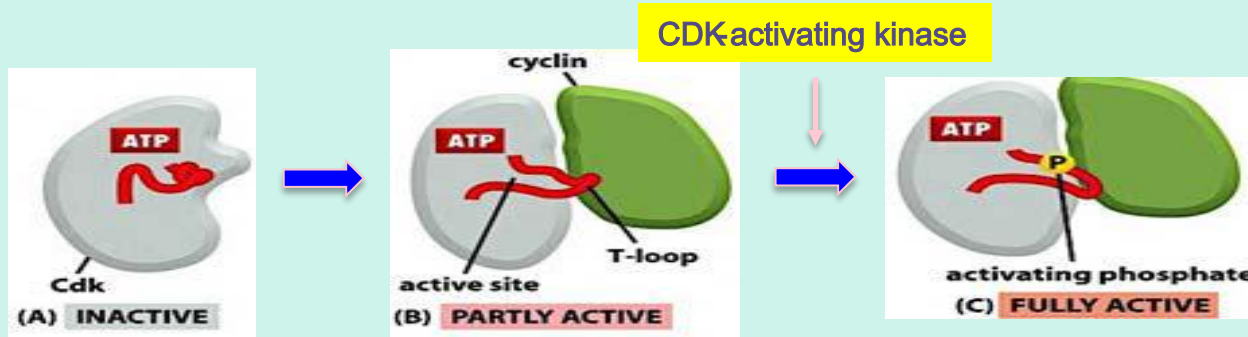 CDK-activating kinase
ATP
Cdk
(A) INACTIVE
cyclin
ATP
T-loop
active site
(B) PARTLY ACTIVE
ATP
P
activating phosphate
(C) FULLY ACTIVE